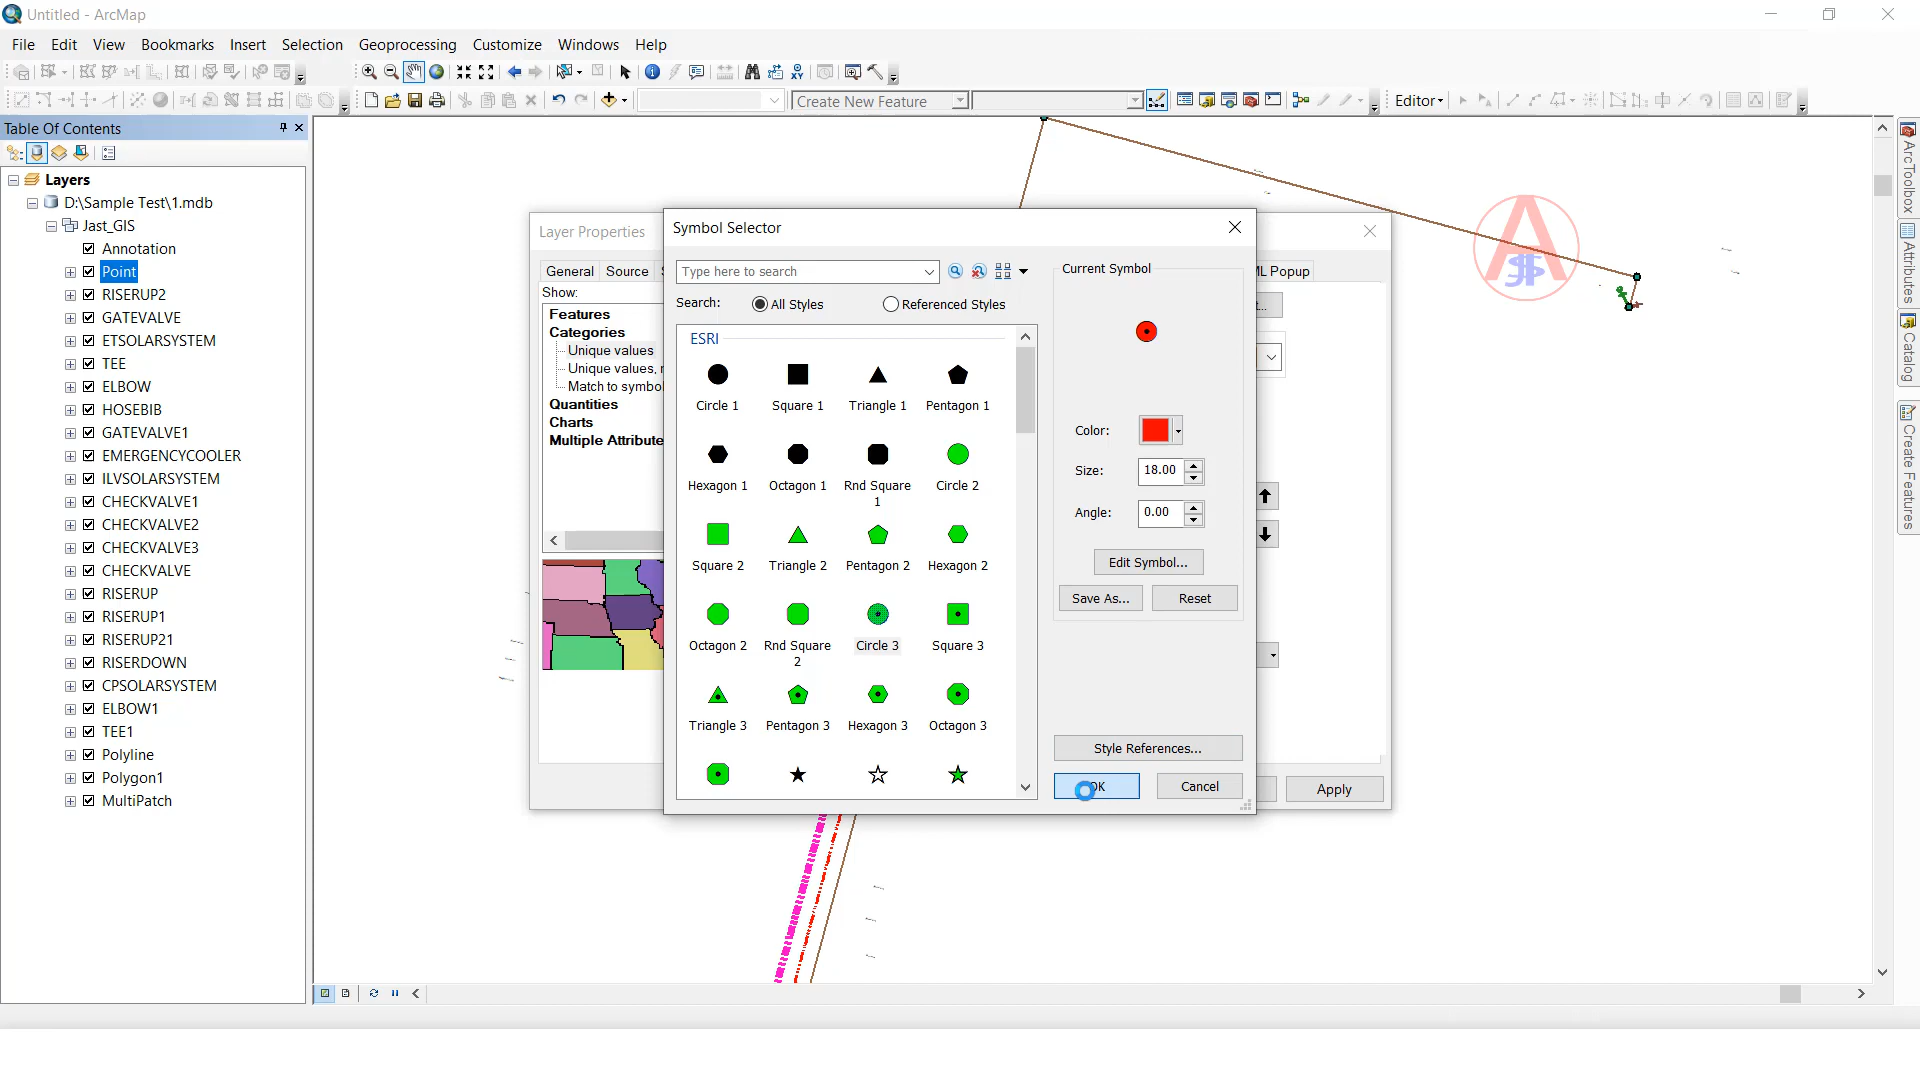 Untitled - ArcMap
File Edit View Bookmarks Insert Selection Geoprocessing Customize Windows Help
Create New Feature
Editor
Table Of Contents
Layers
D:\Sample Test\1.mdb
Jast_GIS
Annotation
Point
RISERUP2
GATEVALVE
ETSOLARSYSTEM
TEE
ELBOW
HOSEBIB
GATEVALVE1
EMERGENCYCOOLER
ILVSOLARSYSTEM
CHECKVALVE1
CHECKVALVE2
CHECKVALVE3
CHECKVALVE
RISERUP
RISERUP1
RISERUP21
RISERDOWN
CPSOLARSYSTEM
ELBOW1
TEE1
Polyline
Polygon1
MultiPatch
Layer Properties
General Source
ML Popup
Show:
Features
Categories
Unique values
Unique values,
Match to symbol
Quantities
Charts
Multiple Attribute
Apply
Symbol Selector
Type here to search
Search: All Styles Referenced Styles
ESRI
Circle 1 Square 1 Triangle 1 Pentagon 1
Hexagon 1 Octagon 1 Rnd Square 1 Circle 2
Square 2 Triangle 2 Pentagon 2 Hexagon 2
Octagon 2 Rnd Square 2 Circle 3 Square 3
Triangle 3 Pentagon 3 Hexagon 3 Octagon 3
Current Symbol
Color:
Size: 18.00
Angle: 0.00
Edit Symbol...
Save As... Reset
Style References...
OK Cancel
ArcToolbox
Attributes
Catalog
Create Features